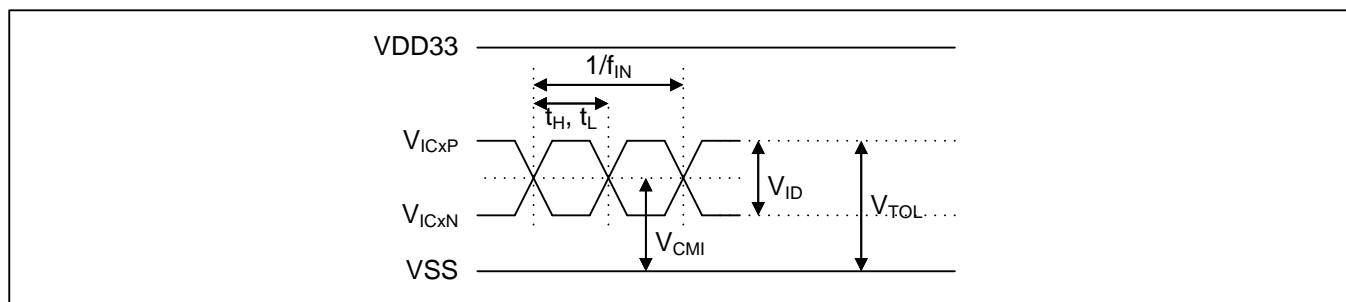 VDD33
1/fIN
tH, tL
VICxP
VID
VTOL
VICxN
VCMI
VSS